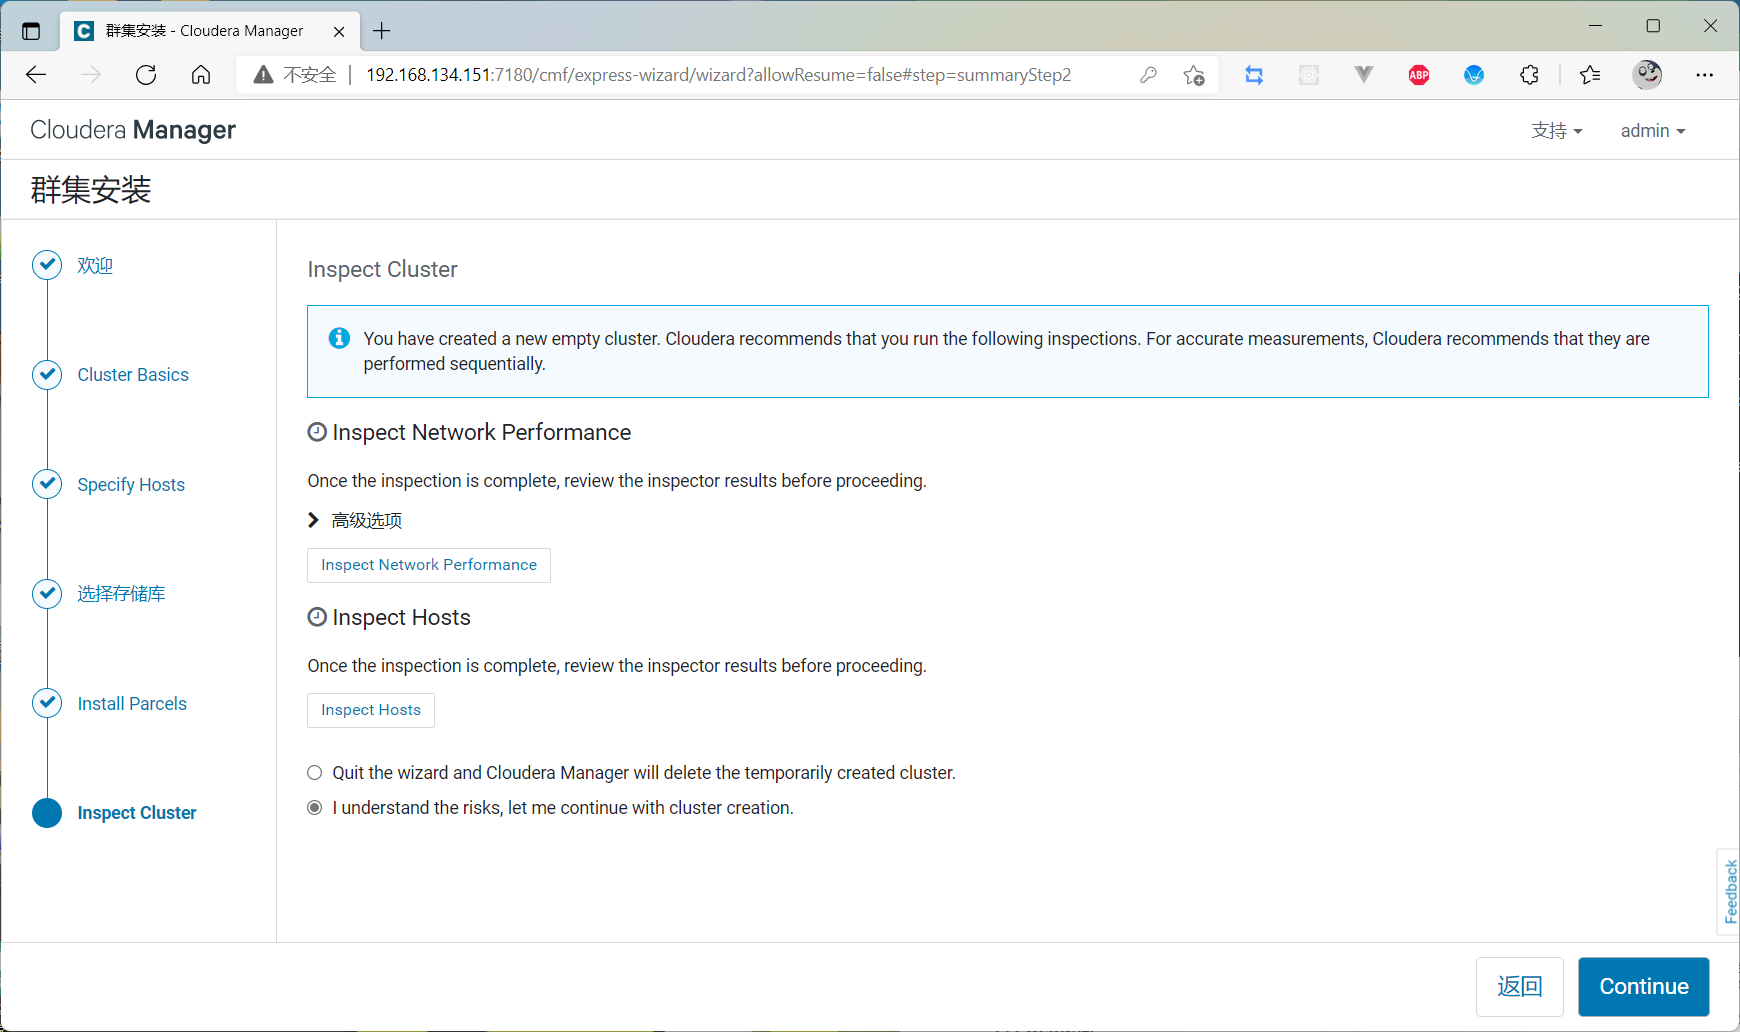 群集安装 - Cloudera Manager
不安全
192.168.134.151:7180/cmf/express-wizard/wizard?allowResume=false#step=summaryStep2
ABP
Cloudera Manager
支持
admin
群集安装
欢迎
Cluster Basics
Specify Hosts
选择存储库
Install Parcels
Inspect Cluster
Inspect Cluster
You have created a new empty cluster. Cloudera recommends that you run the following inspections. For accurate measurements, Cloudera recommends that they are
performed sequentially.
Inspect Network Performance
Once the inspection is complete, review the inspector results before proceeding.
高级选项
Inspect Network Performance
Inspect Hosts
Once the inspection is complete, review the inspector results before proceeding.
Inspect Hosts
Quit the wizard and Cloudera Manager will delete the temporarily created cluster.
I understand the risks, let me continue with cluster creation.
Feedback
返回
Continue